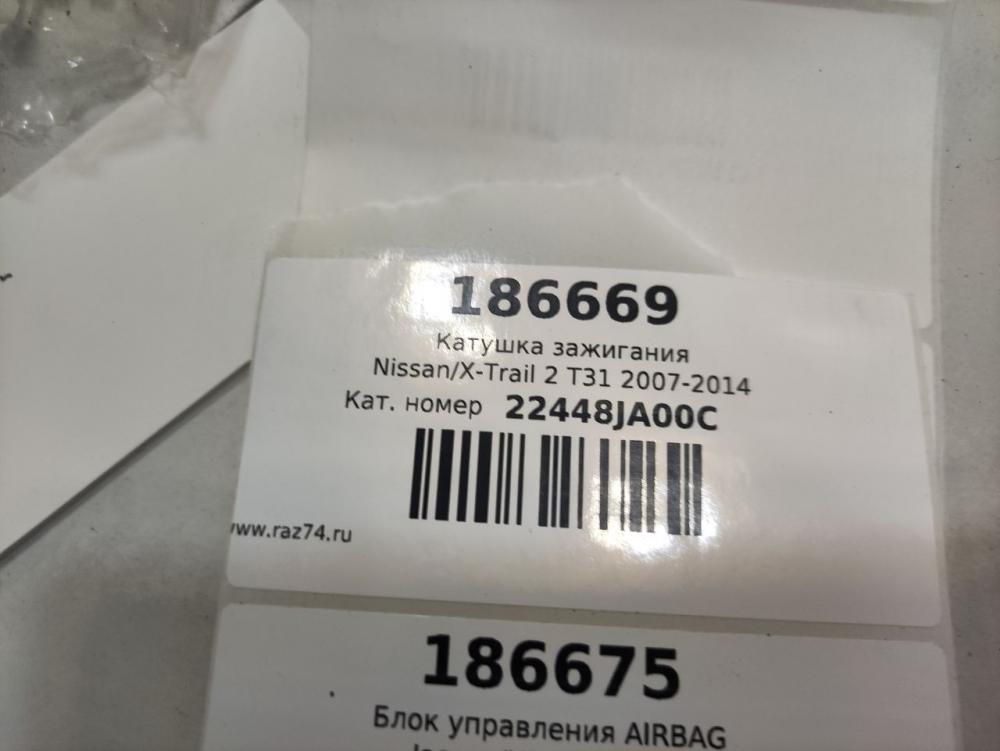 186669
Катушка зажигания
Nissan/X-Trail 2 T31 2007-2014
Кат. номер 22448JA00C
www.raz74.ru
186675
Блок управления AIRBAG